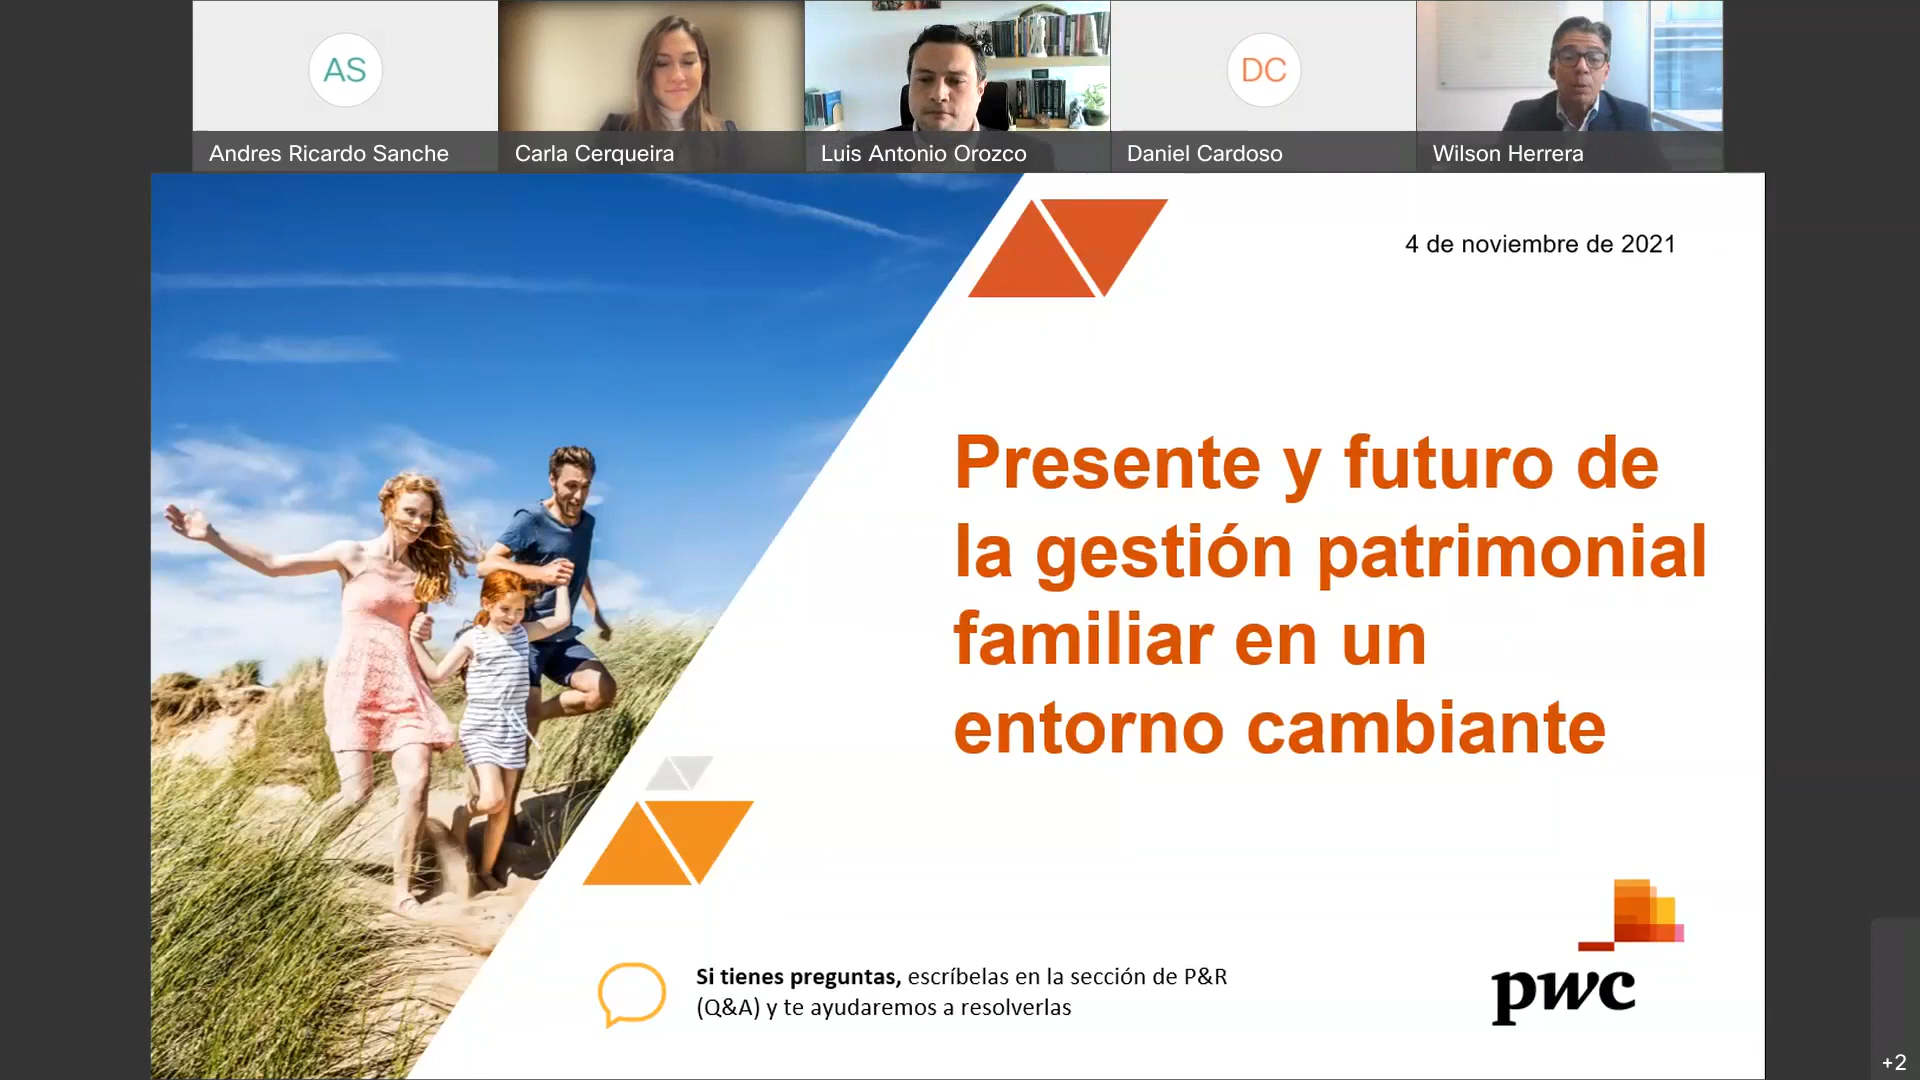 AS
DC
Andres Ricardo Sanche
Carla Cerqueira
Luis Antonio Orozco
Daniel Cardoso
Wilson Herrera
4 de noviembre de 2021
Presente y futuro de
la gestión patrimonial
familiar en un
entorno cambiante
Si tienes preguntas, escríbelas en la sección de P&R
(Q&A) y te ayudaremos a resolverlas
pwc
+2